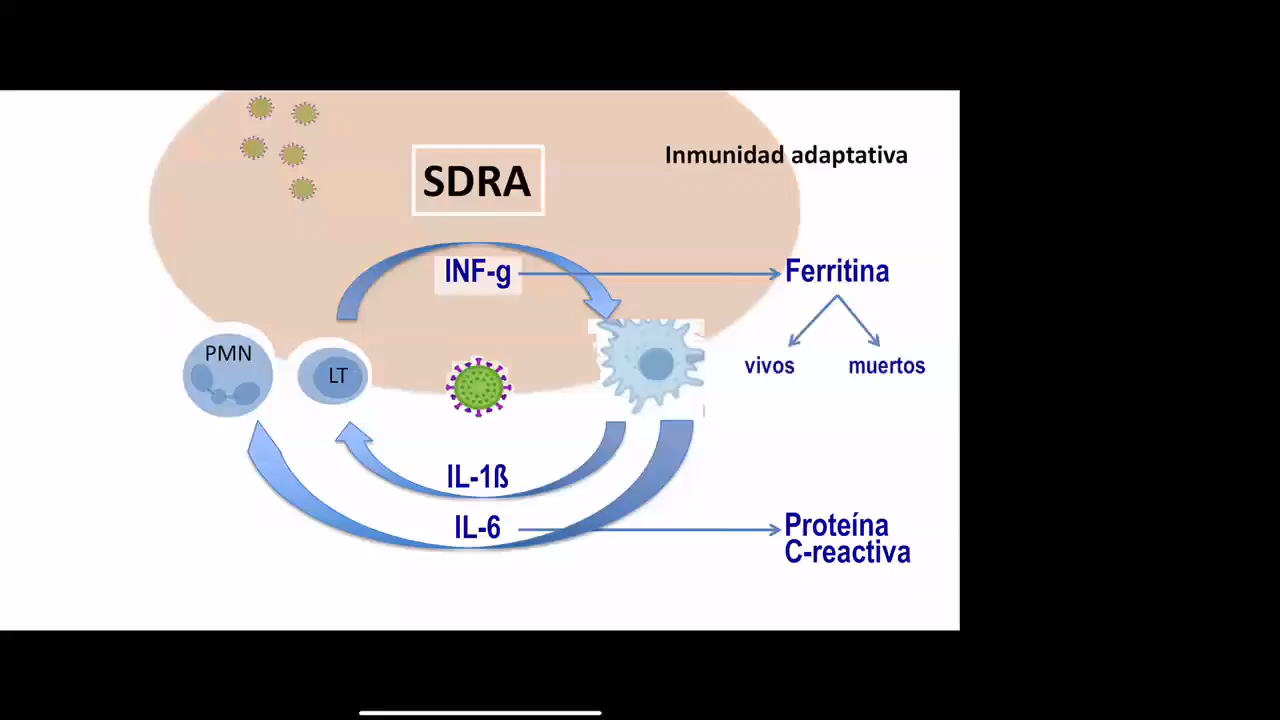 Inmunidad adaptativa
SDRA
INF-g
Ferritina
PMN
LT
vivos
muertos
IL-1ß
IL-6
Proteína
C-reactiva